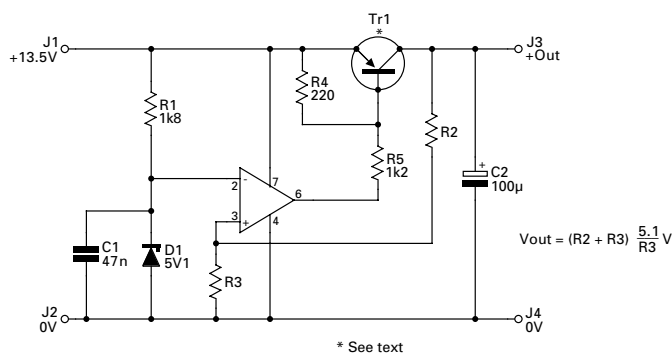 Tr1
*
J1
+13.5V
J3
+Out
R4
220
R1
1k8
R2
R5
1k2
C2
100µ
+
-
2
7
6
3
+
4
Vout = (R2 + R3) 5.1 V
R3
C1
47n
D1
5V1
R3
J2
0V
J4
0V
* See text